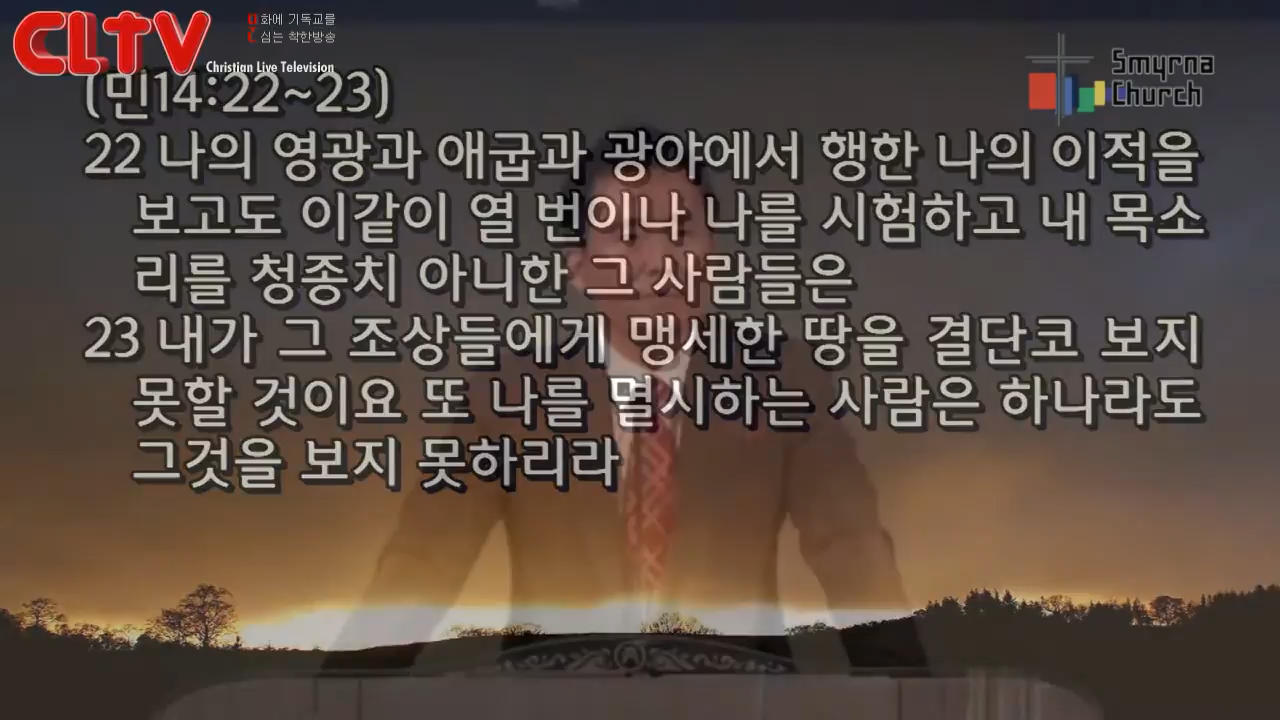 CLTV
화에 기독교를
심는 착한방송
Christian Live Television
Smyrna
Church
(민14:22~23)
22 나의 영광과 애굽과 광야에서 행한 나의 이적을
보고도 이같이 열 번이나 나를 시험하고 내 목소
리를 청종치 아니한 그 사람들은
23 내가 그 조상들에게 맹세한 땅을 결단코 보지
못할 것이요 또 나를 멸시하는 사람은 하나라도
그것을 보지 못하리라